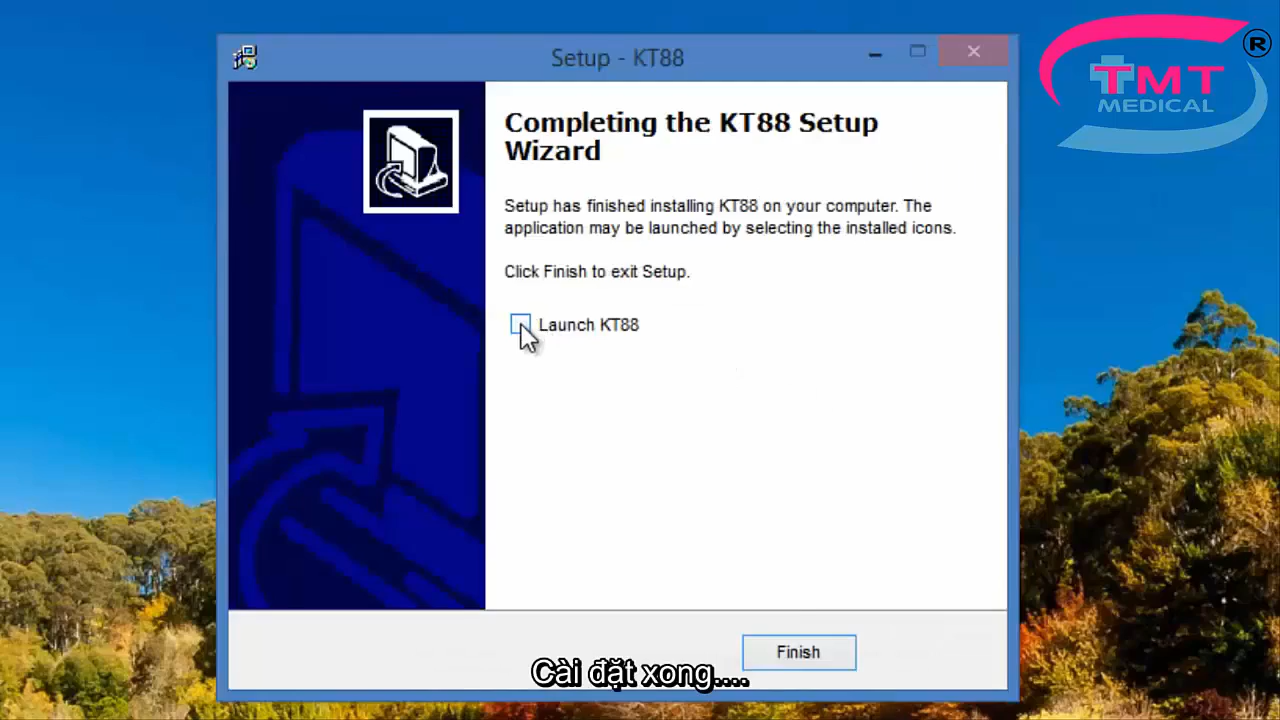 Setup - KT88
TMT
MEDICAL
®
Completing the KT88 Setup
Wizard
Setup has finished installing KT88 on your computer. The
application may be launched by selecting the installed icons.
Click Finish to exit Setup.
Launch KT88
Finish
Cài đặt xong....